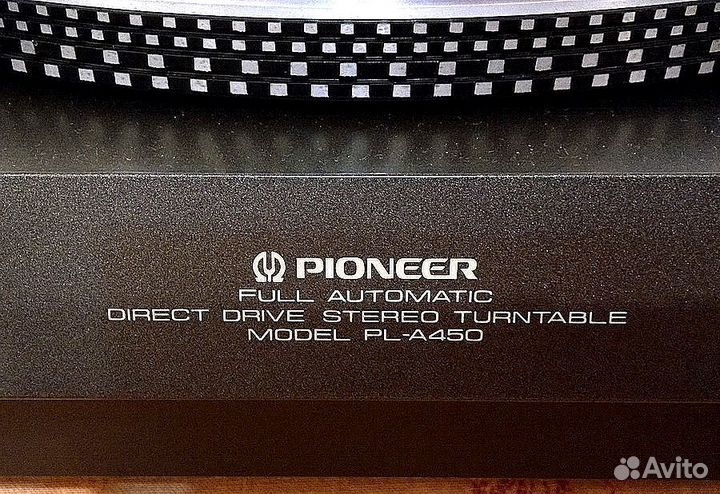 PIONEER
FULL AUTOMATIC
DIRECT DRIVE STEREO TURNTABLE
MODEL PL-A450
Avito